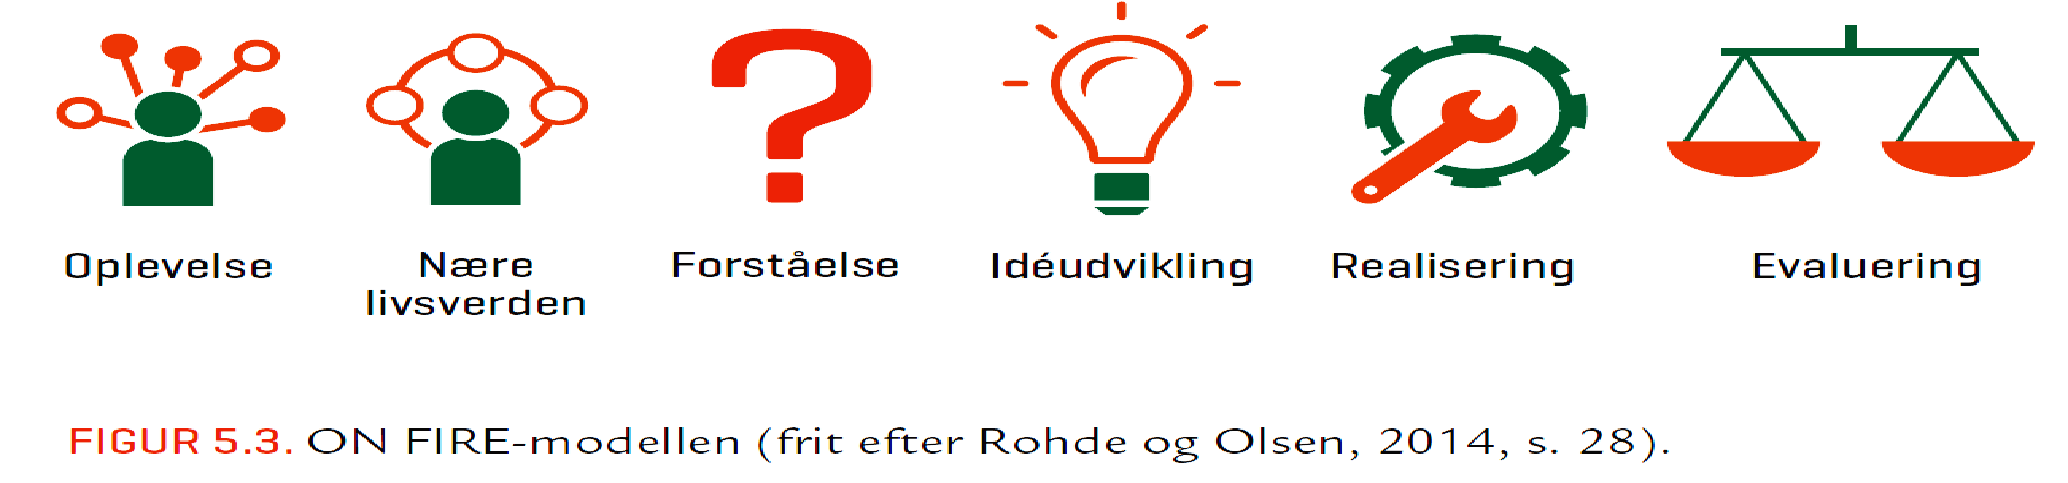 Oplevelse
Nære
livsverden
Forståelse
Idéudvikling
Realisering
Evaluering
FIGUR 5.3. ON FIRE-modellen (frit efter Rohde og Olsen, 2014, s. 28).